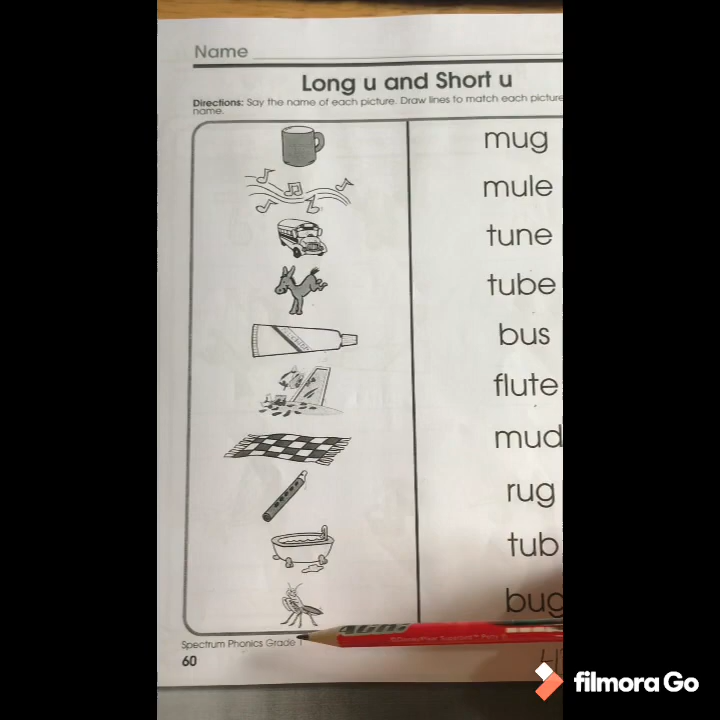 Name
Long u and Short u
Directions: Say the name of each picture. Draw lines to match each picture
name.
mug
mule
tune
tube
bus
flute
mud
rug
tub
bug
Spectrum Phonics Grade 1
60
filmora Go